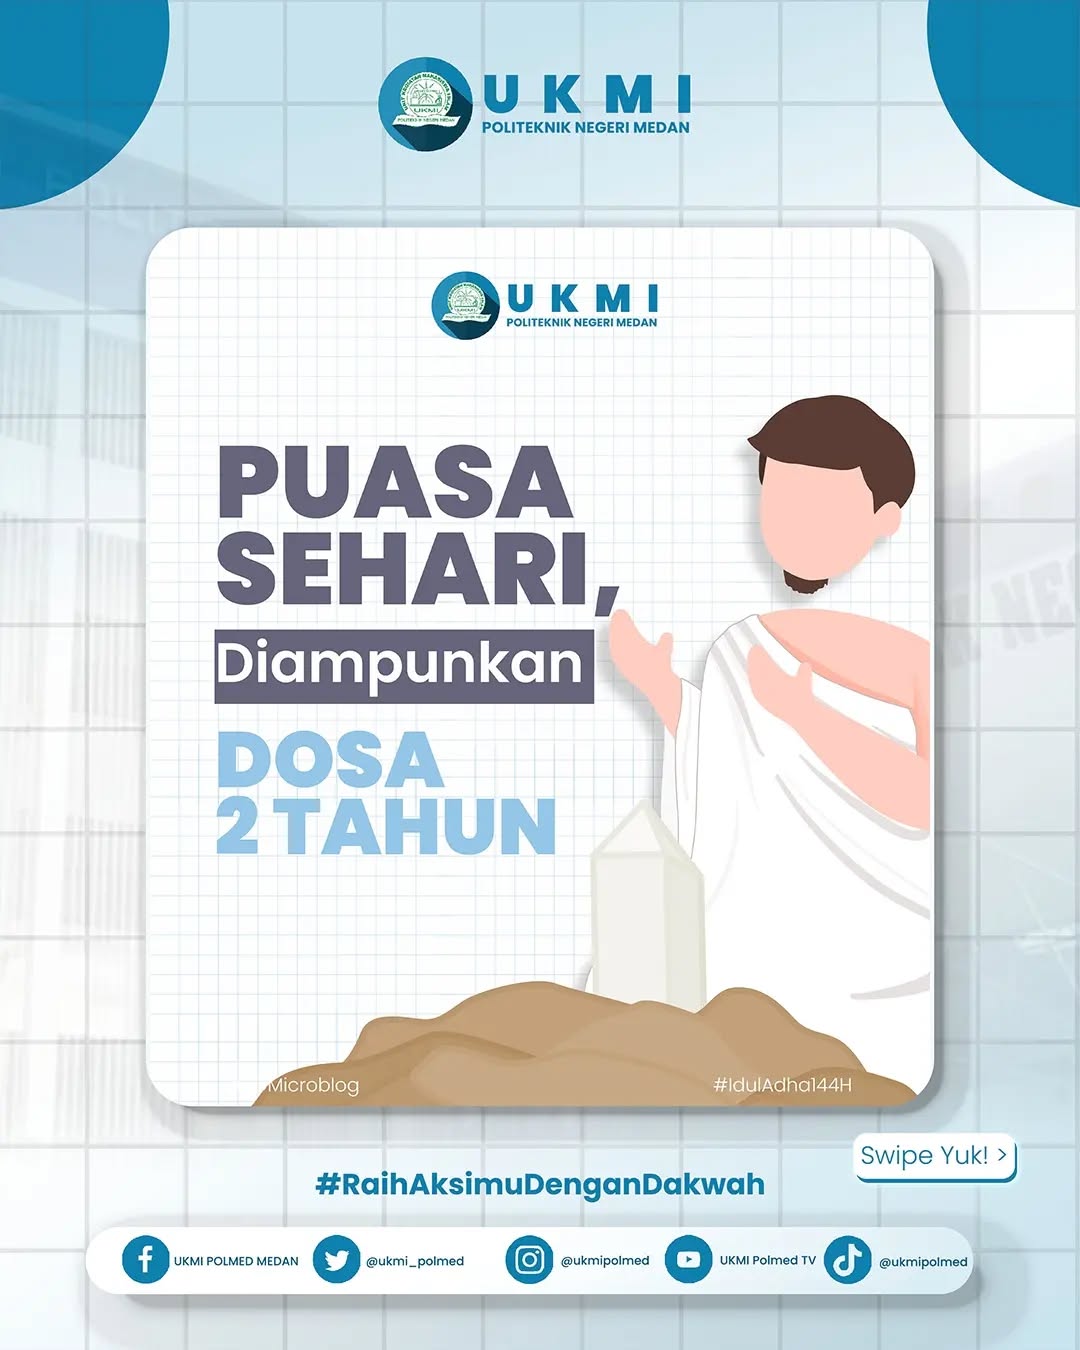 UKMI
POLITEKNIK NEGERI MEDAN
UKMI
POLITEKNIK NEGERI MEDAN
PUASA
SEHARI,
Diampunkan
DOSA
2 TAHUN
Microblog
#IdulAdha144H
Swipe Yuk! >
#RaihAksimuDenganDakwah
UKMI POLMED MEDAN
@ukmi_polmed
@ukmipolmed
UKMI Polmed TV
@ukmipolmed